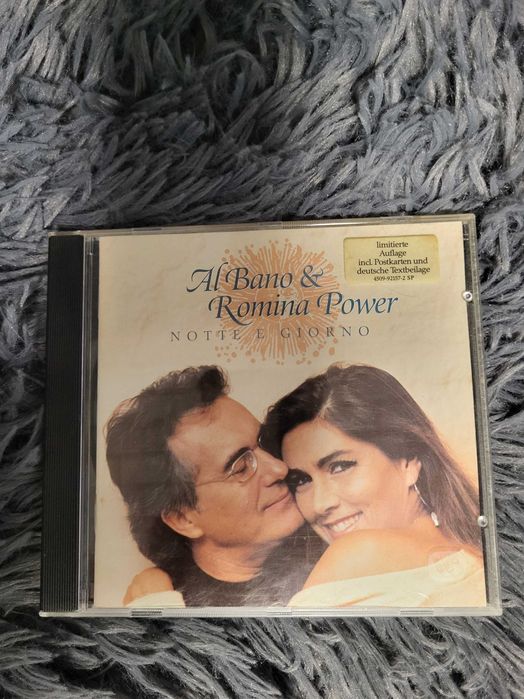 Al Bano &
Romina Power
NOTTE E GIORNO
limitierte
Auflage
incl. Postkarten und
deutsche Textbeilage
4509-92157-2 SP